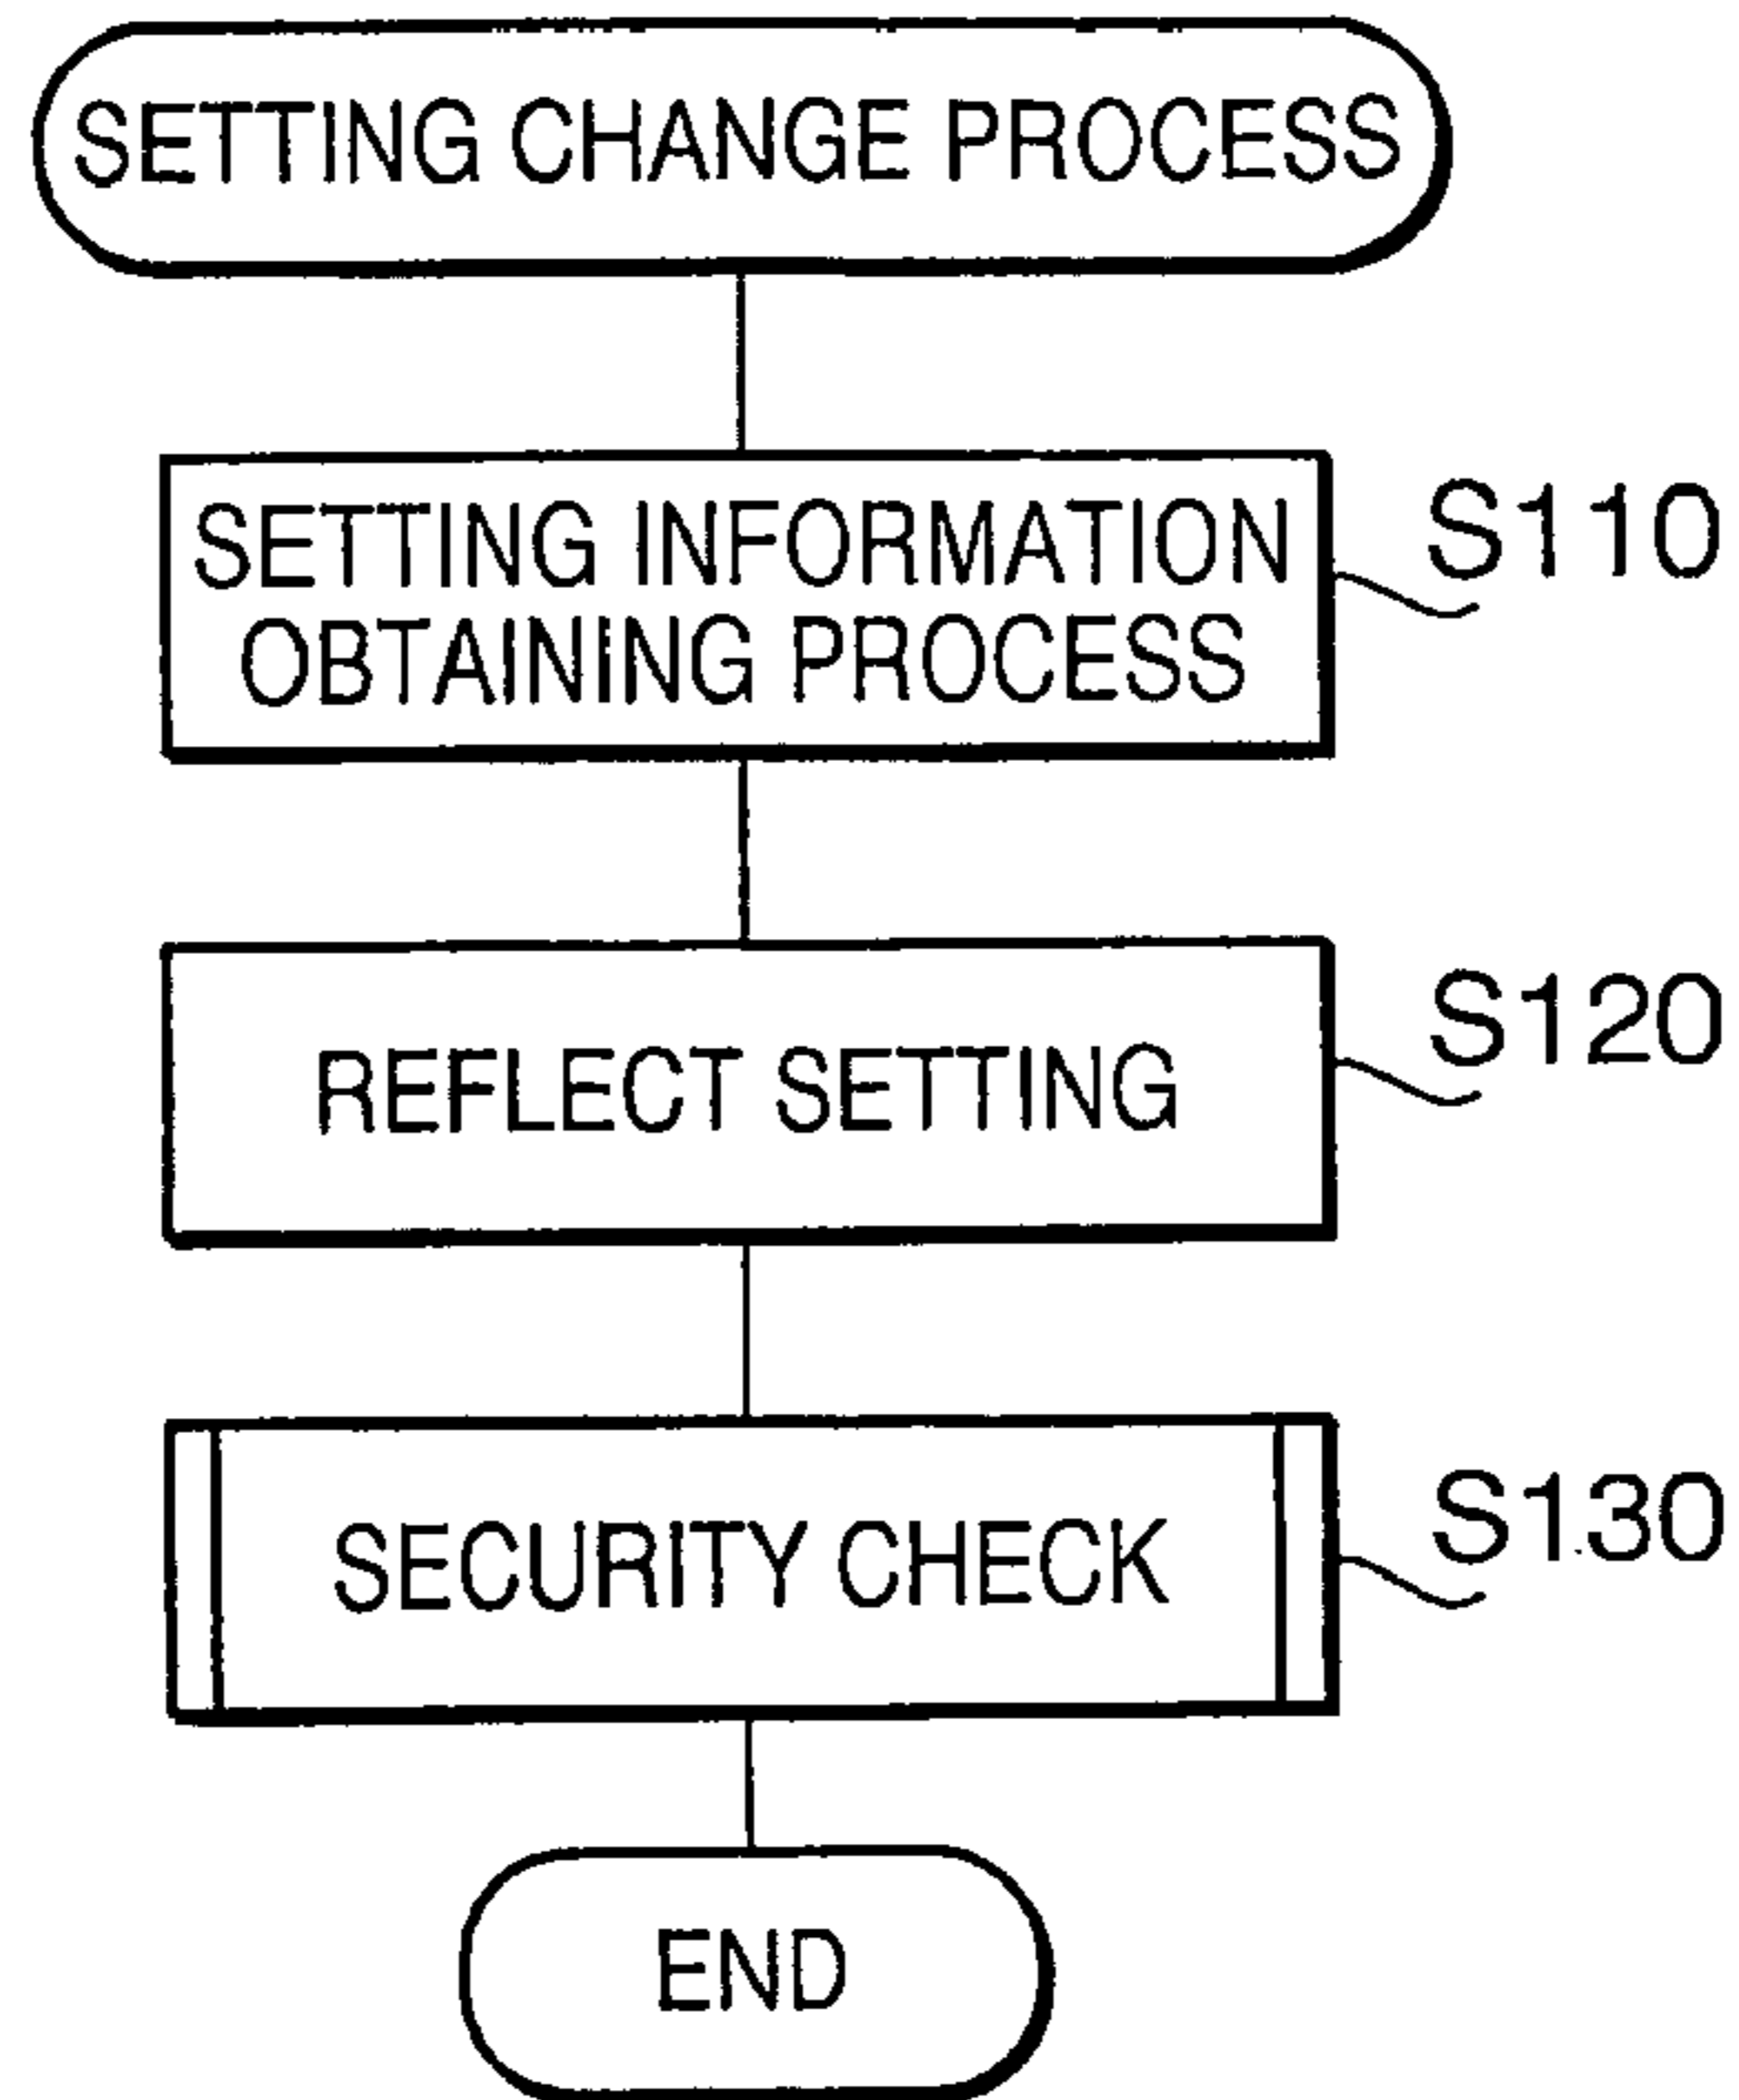 SETTING CHANGE PROCESS
SETTING INFORMATION
OBTAINING PROCESS
S110
REFLECT SETTING
S120
SECURITY CHECK
S130
END